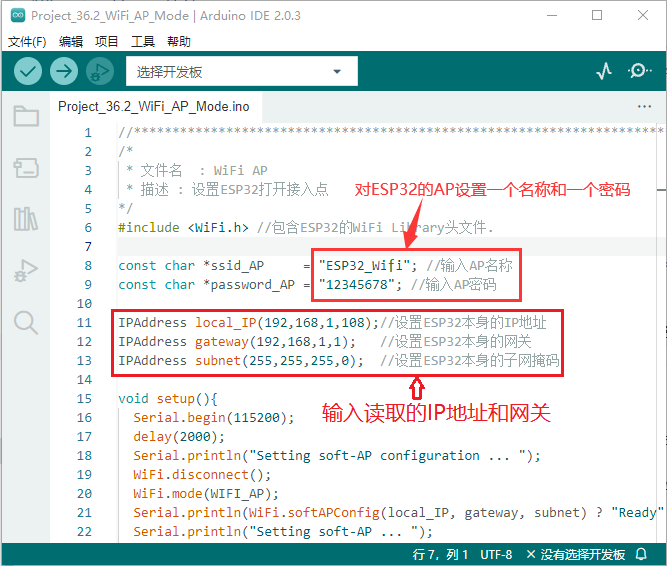 Project_36.2_WiFi_AP_Mode | Arduino IDE 2.0.3
文件(F) 编辑 项目 工具 帮助
选择开发板
Project_36.2_WiFi_AP_Mode.ino
1 //**********************************************************************
2 /*
3 * 文件名 : WiFi AP
4 * 描述 : 设置ESP32打开接入点
对ESP32的AP设置一个名称和一个密码
5 */
6 #include <WiFi.h> //包含ESP32的WiFi Library头文件.
7
8 const char *ssid_AP = "ESP32_Wifi"; //输入AP名称
9 const char *password_AP = "12345678"; //输入AP密码
10
11 IPAddress local_IP(192,168,1,108);//设置ESP32本身的IP地址
12 IPAddress gateway(192,168,1,1); //设置ESP32本身的网关
13 IPAddress subnet(255,255,255,0); //设置ESP32本身的子网掩码
14
15 void setup(){
输入读取的IP地址和网关
16 Serial.begin(115200);
17 delay(2000);
18 Serial.println("Setting soft-AP configuration ... ");
19 WiFi.disconnect();
20 WiFi.mode(WIFI_AP);
21 Serial.println(WiFi.softAPConfig(local_IP, gateway, subnet) ? "Ready"
22 Serial.println("Setting soft-AP ... ");
行 7，列 1 UTF-8 × 没有选择开发板